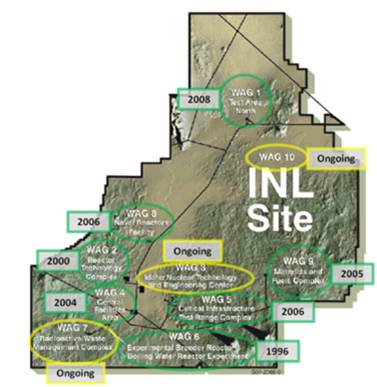 WAG 1
Test Area
North
2008
WAG 10
Ongoing
INL
Site
WAG 8
Naval Reactors
Facility
2006
Ongoing
WAG 2
Reactor
Technology
Complex
2000
WAG 3
Idaho Nuclear Technology
and Engineering Center
WAG 9
Materials and
Fuels Complex
2005
WAG 4
Central
Facilities
Area
2004
WAG 5
Critical Infrastructure
Test Range Complex
2006
WAG 7
Radioactive Waste
Management Complex
Ongoing
WAG 6
Experimental Breeder Reactor
Boiling Water Reactor Experiment
1996